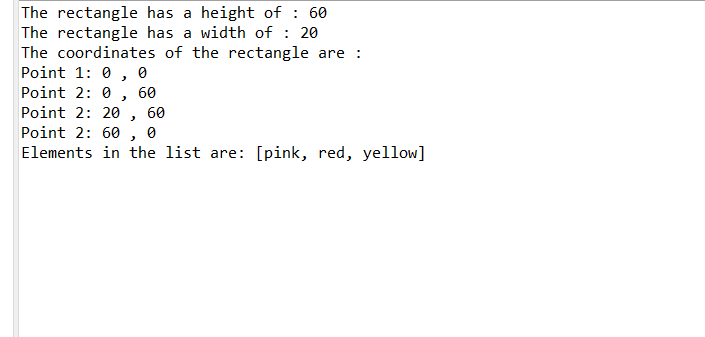 The rectangle has a height of : 60
The rectangle has a width of : 20
The coordinates of the rectangle are :
Point 1: 0 , 0
Point 2: 0 , 60
Point 2: 20 , 60
Point 2: 60 , 0
Elements in the list are: [pink, red, yellow]